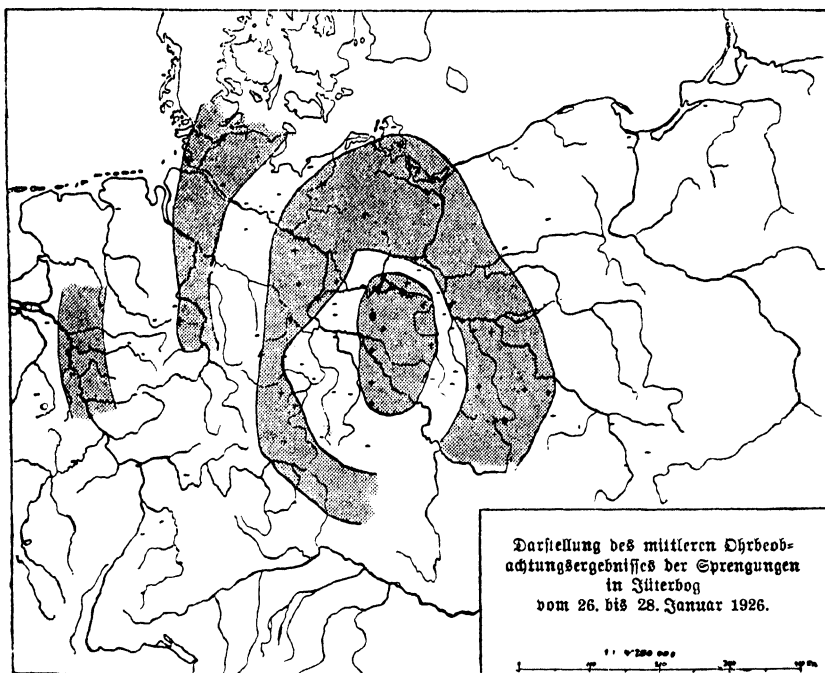 Darstellung des mittleren Ohrbeob-
achtungsergebnisses der Sprengungen
in Jüterbog
vom 26. bis 28. Januar 1926.